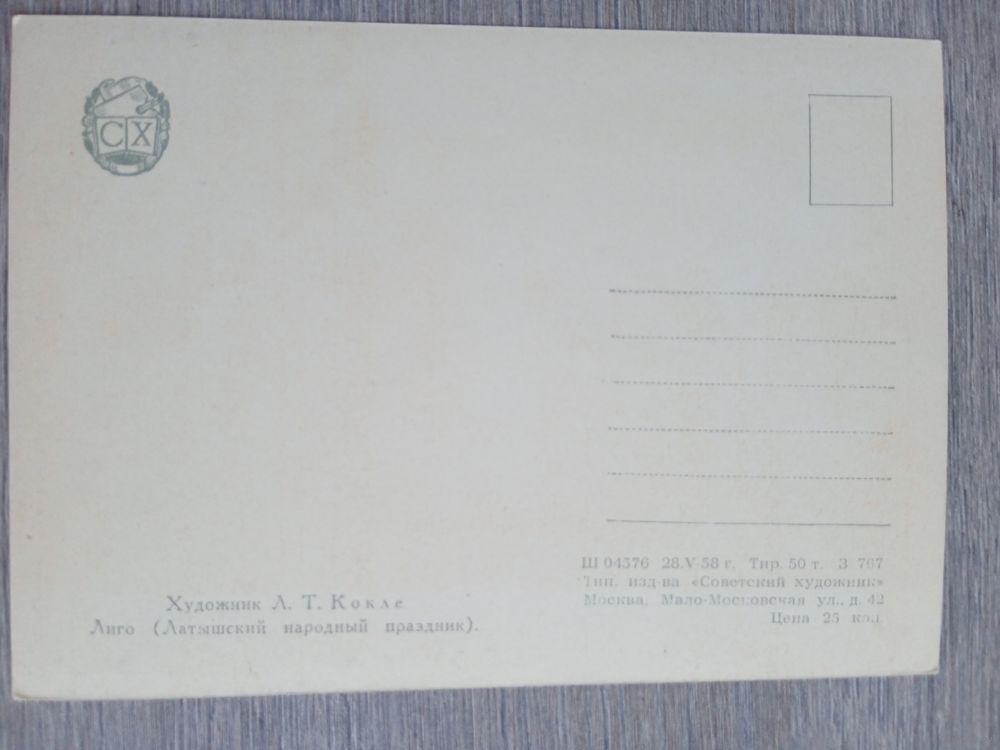 СХ
Художник Л. Т. Кокле
Лиго (Латышский народный праздник).
Ш 04576 28.V-58 г. Тир. 50 т. З 767
Тип. изд-ва «Советский художник»
Москва, Мало-Московская ул., д. 42
Цена 25 коп.